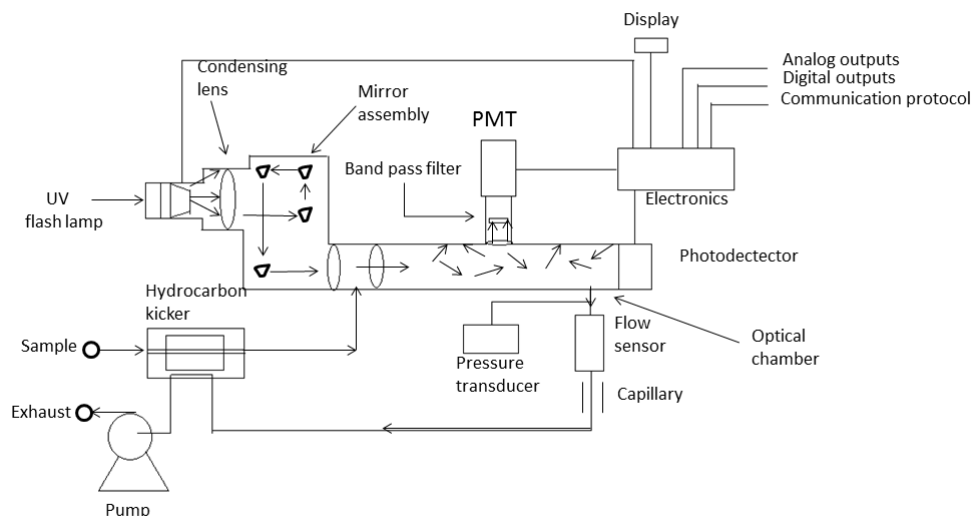 Display
Analog outputs
Digital outputs
Communication protocol
Condensing
lens
Mirror
assembly
PMT
Band pass filter
Electronics
UV
flash lamp
Photodectector
Hydrocarbon
kicker
Sample
Flow
sensor
Optical
chamber
Pressure
transducer
Capillary
Exhaust
Pump